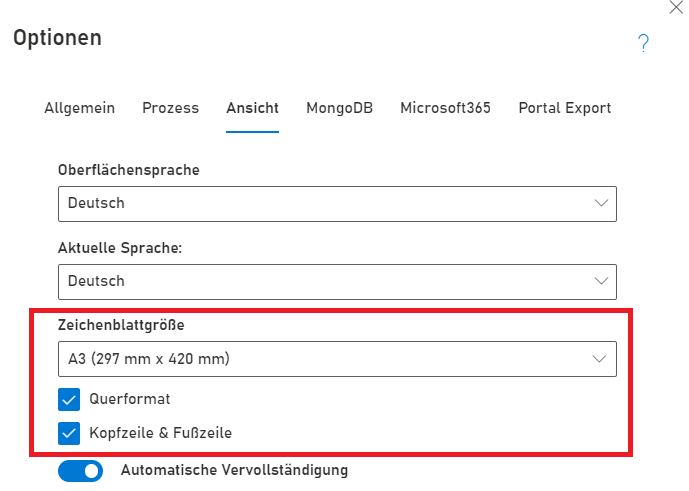 Optionen
?
Allgemein Prozess Ansicht MongoDB Microsoft365 Portal Export
Oberflächensprache
Deutsch
Aktuelle Sprache:
Deutsch
Zeichenblattgröße
A3 (297 mm x 420 mm)
Querformat
Kopfzeile & Fußzeile
Automatische Vervollständigung